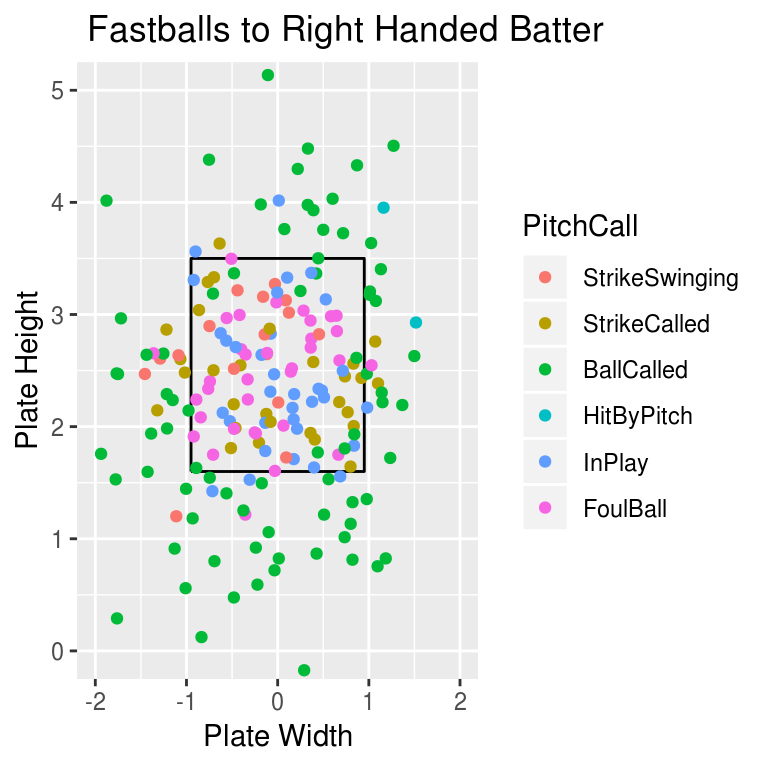 Fastballs to Right Handed Batter
5
4
3
2
1
0
-2 -1 0 1 2
Plate Height
Plate Width
PitchCall
StrikeSwinging
StrikeCalled
BallCalled
HitByPitch
InPlay
FoulBall